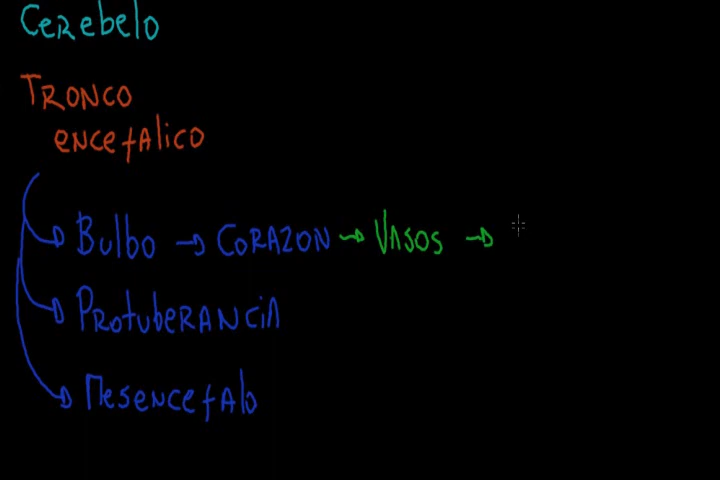 Cerebelo
Tronco
encefalico
Bulbo → Corazon → Vasos →
Protuberancia
Mesencefalo